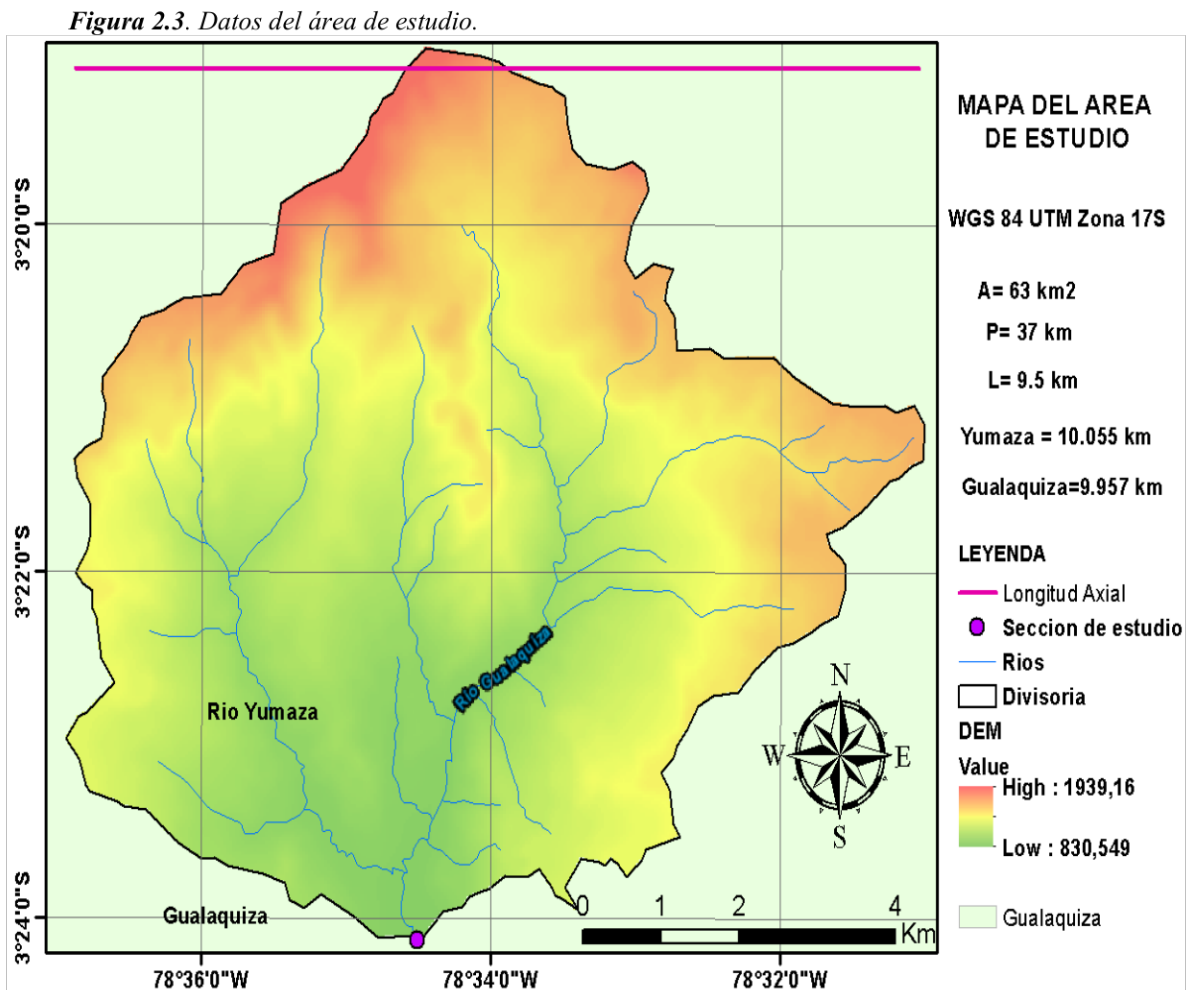 Figura 2.3. Datos del área de estudio.
MAPA DEL AREA
DE ESTUDIO
WGS 84 UTM Zona 17S
A= 63 km2
P= 37 km
L= 9.5 km
Yumaza = 10.055 km
Gualaquiza=9.957 km
LEYENDA
Longitud Axial
Seccion de estudio
Rios
Divisoria
DEM
Value
High : 1939,16
Low : 830,549
Gualaquiza
3°20'0"S
3°22'0"S
3°24'0"S
Rio Gualaquiza
Rio Yumaza
Gualaquiza
N
W
E
S
0 1 2 4
Km
78°36'0"W 78°34'0"W 78°32'0"W